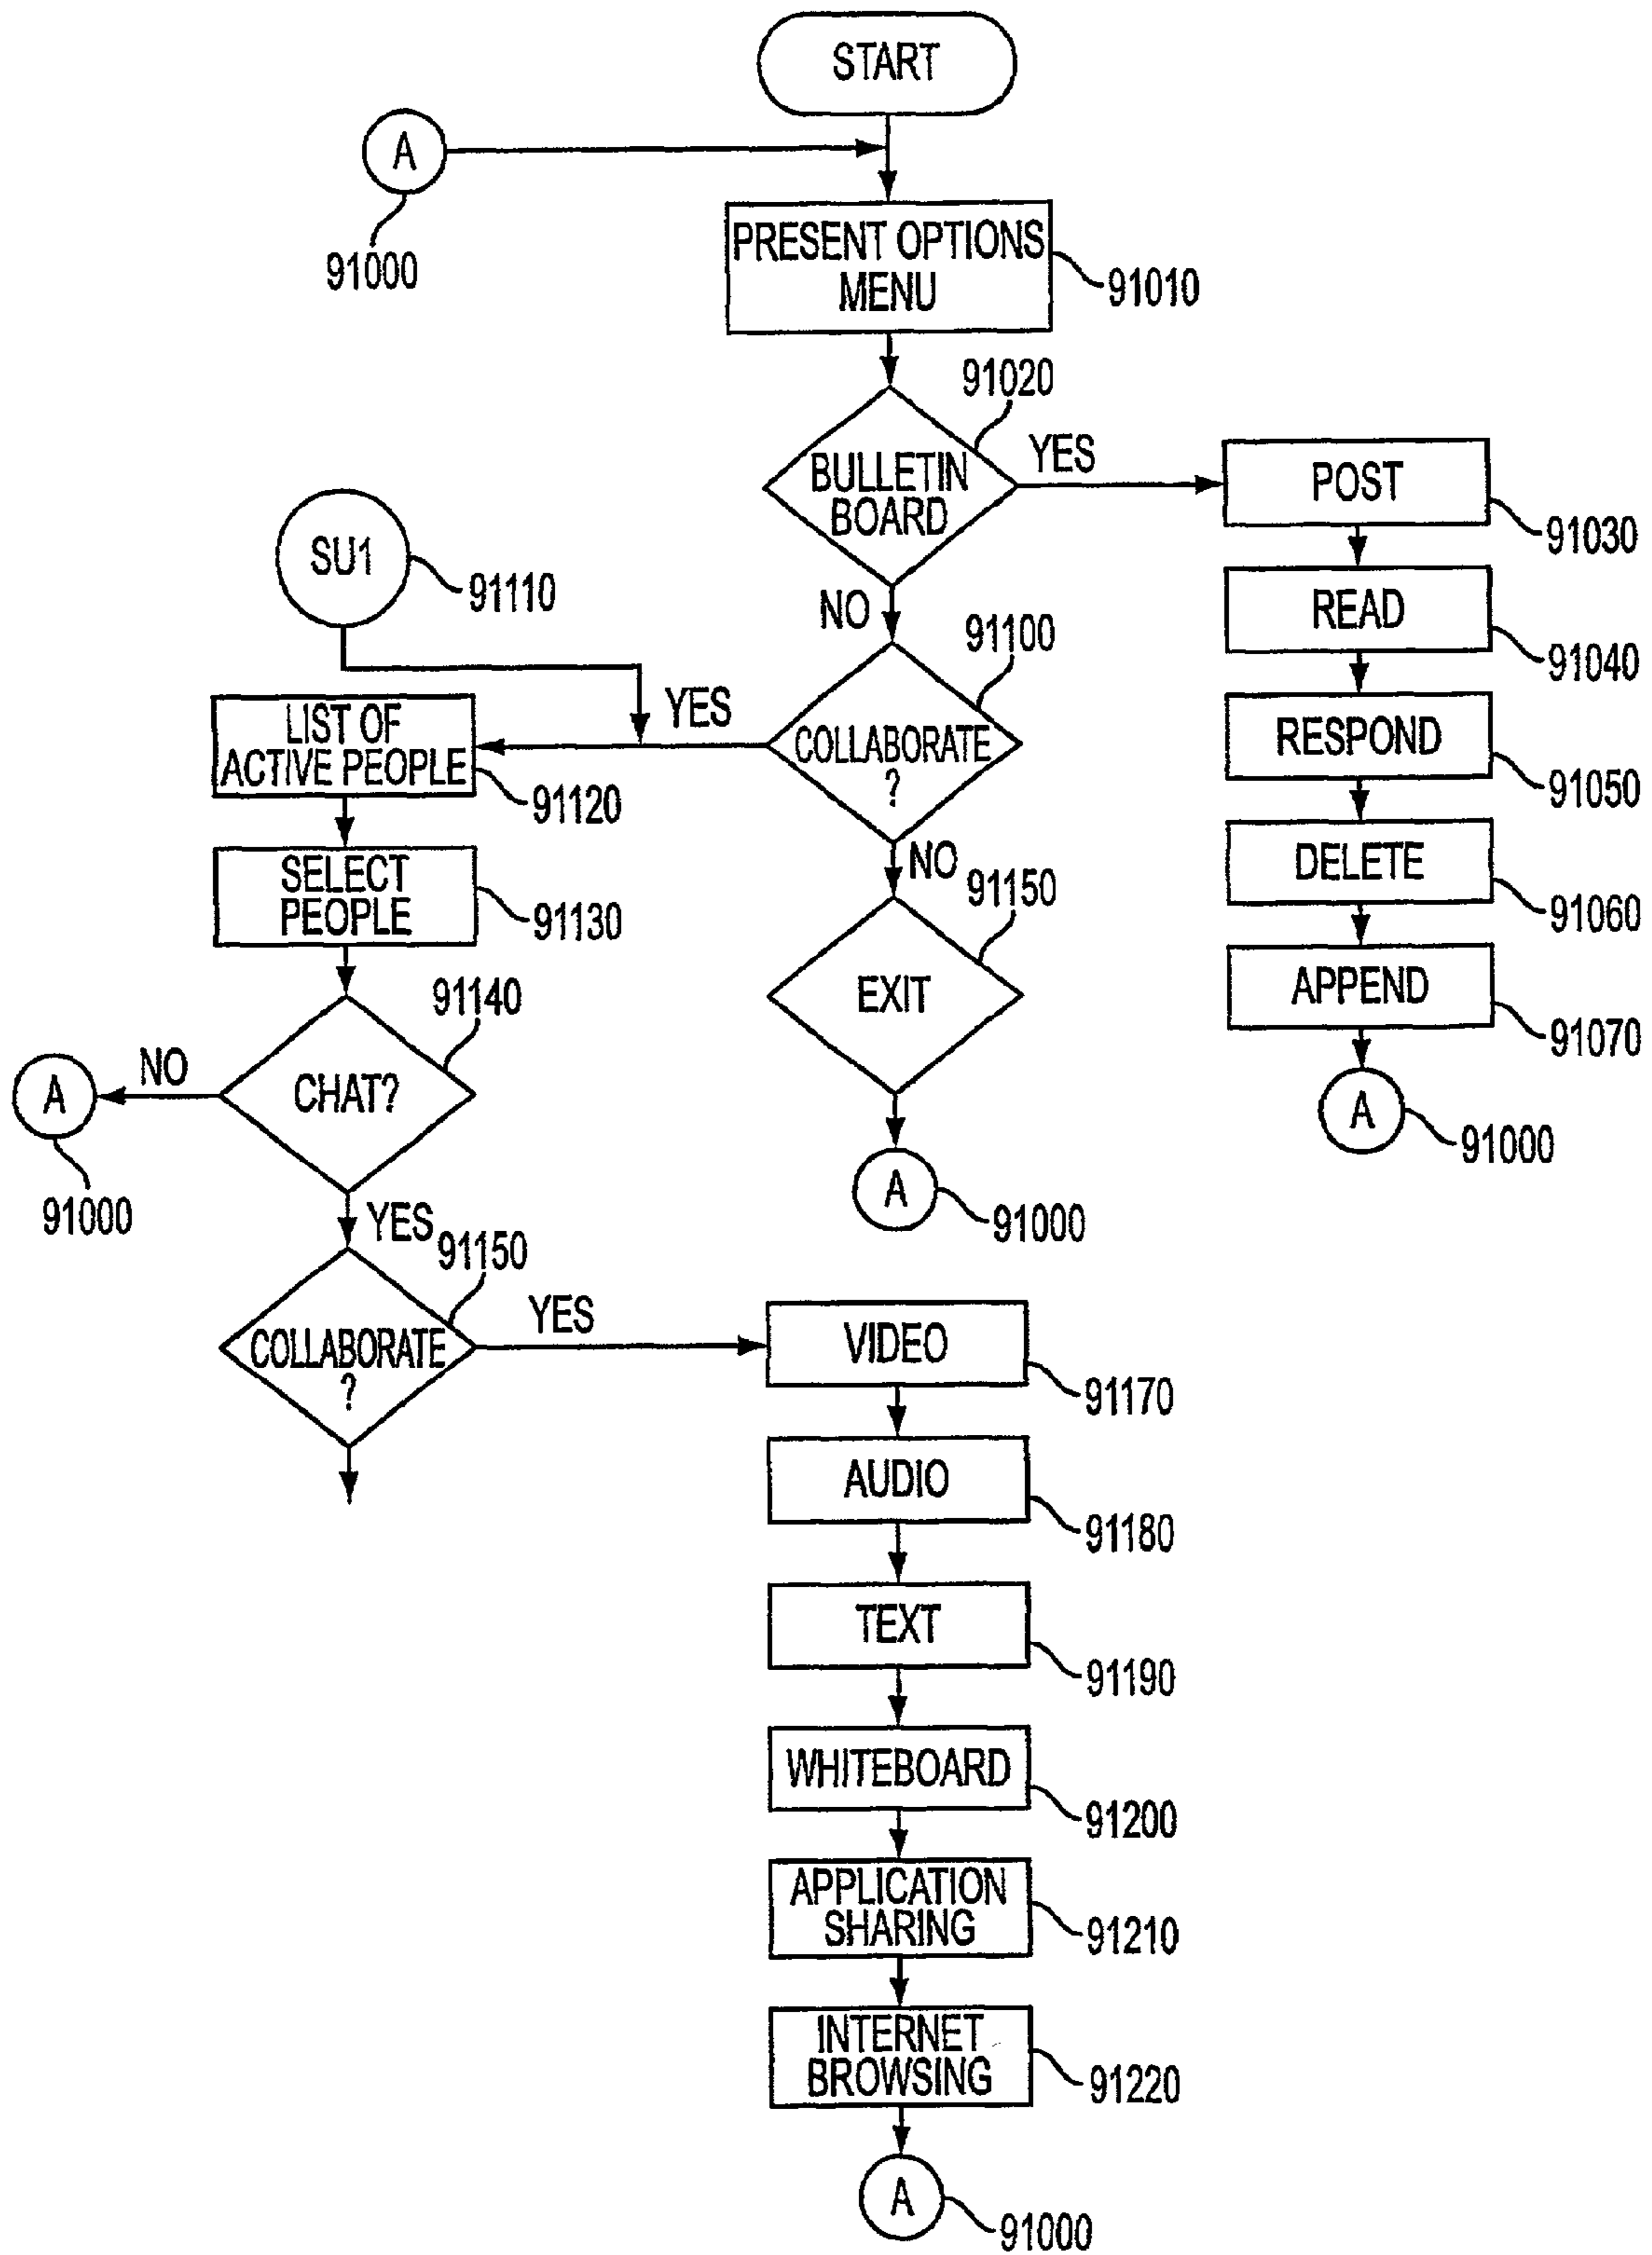 START
A
91000
PRESENT OPTIONS
MENU
91010
91020
BULLETIN
BOARD
YES
POST
91030
READ
91040
RESPOND
91050
DELETE
91060
APPEND
91070
A
91000
NO
SU1
91110
91100
COLLABORATE
?
YES
LIST OF
ACTIVE PEOPLE
91120
SELECT
PEOPLE
91130
NO
91150
EXIT
A
91000
91140
CHAT?
NO
A
91000
YES
91150
COLLABORATE
?
YES
VIDEO
91170
AUDIO
91180
TEXT
91190
WHITEBOARD
91200
APPLICATION
SHARING
91210
INTERNET
BROWSING
91220
A
91000